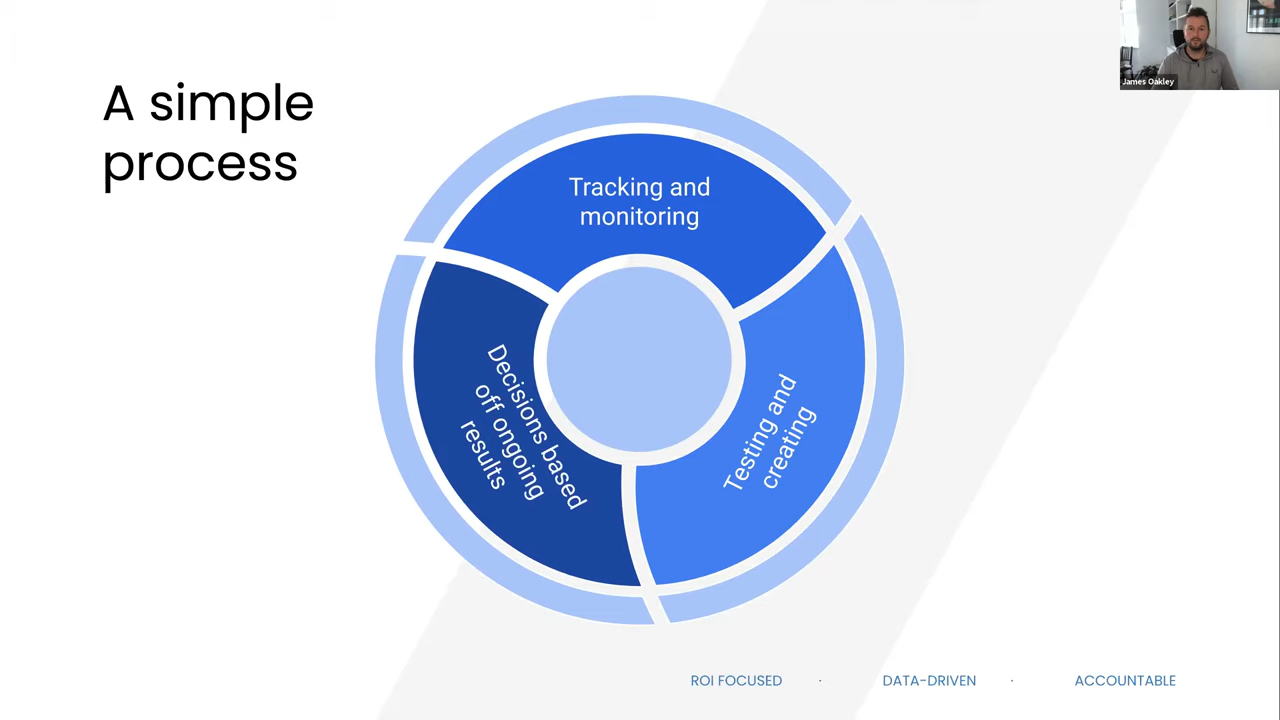 A simple
process
James Oakley
Tracking and
monitoring
Testing and
creating
Decisions based
off ongoing
results
ROI FOCUSED · DATA-DRIVEN · ACCOUNTABLE